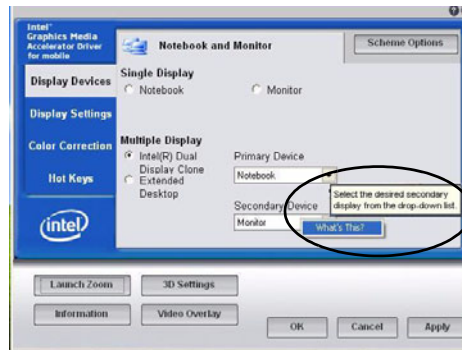 Intel®
Graphics Media
Accelerator Driver
for mobile
Notebook and Monitor
Scheme Options
Display Devices
Single Display
Notebook
Monitor
Display Settings
Color Correction
Multiple Display
Intel(R) Dual
Display Clone
Extended
Desktop
Primary Device
Notebook
Hot Keys
Select the desired secondary
display from the drop-down list.
Secondary Device
Monitor
What's This?
intel
Launch Zoom
3D Settings
Information
Video Overlay
OK
Cancel
Apply